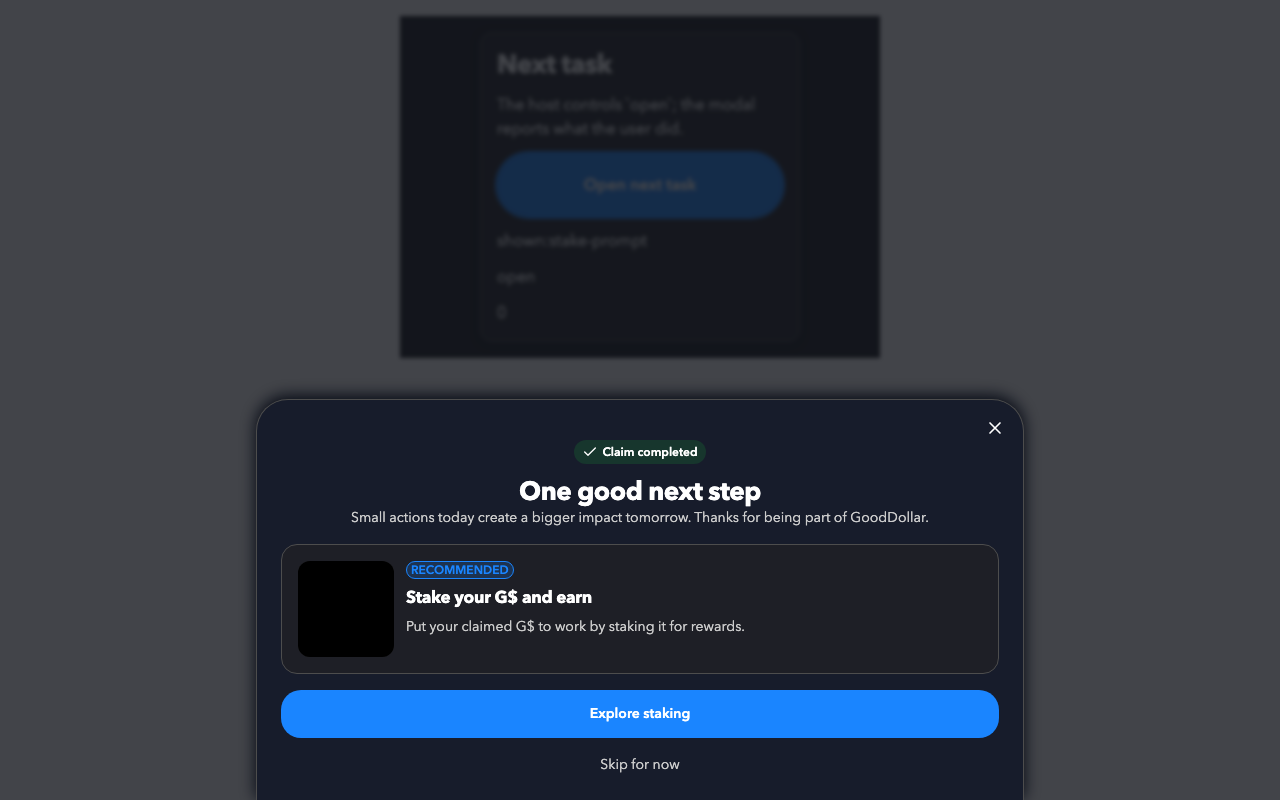 Next task
The host controls `open`; the modal
reports what the user did.
Open next task
shown:stake-prompt
open
0
Claim completed
One good next step
Small actions today create a bigger impact tomorrow. Thanks for being part of GoodDollar.
RECOMMENDED
Stake your G$ and earn
Put your claimed G$ to work by staking it for rewards.
Explore staking
Skip for now